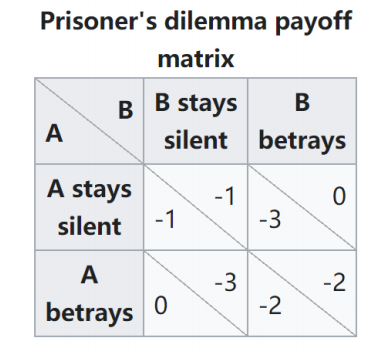 Prisoner's dilemma payoff
matrix
B
A
B stays
silent
B
betrays
A stays
silent
-1
-1
0
-3
A
betrays
-3
0
-2
-2